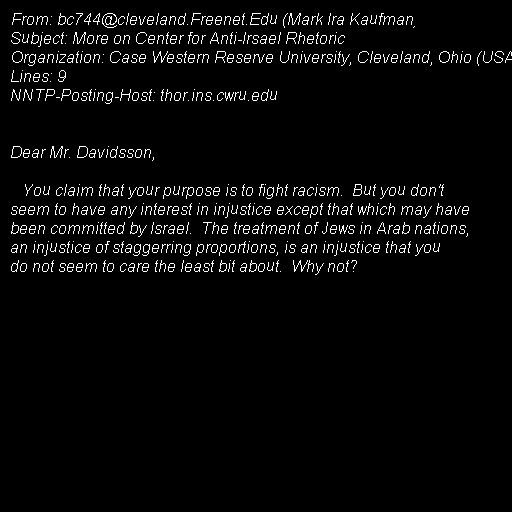 From: bc744@cleveland.Freenet.Edu (Mark Ira Kaufman)
Subject: More on Center for Anti-Irsael Rhetoric
Organization: Case Western Reserve University, Cleveland, Ohio (USA
Lines: 9
NNTP-Posting-Host: thor.ins.cwru.edu
Dear Mr. Davidsson,
You claim that your purpose is to fight racism. But you don't
seem to have any interest in injustice except that which may have
been committed by Israel. The treatment of Jews in Arab nations,
an injustice of staggerring proportions, is an injustice that you
do not seem to care the least bit about. Why not?